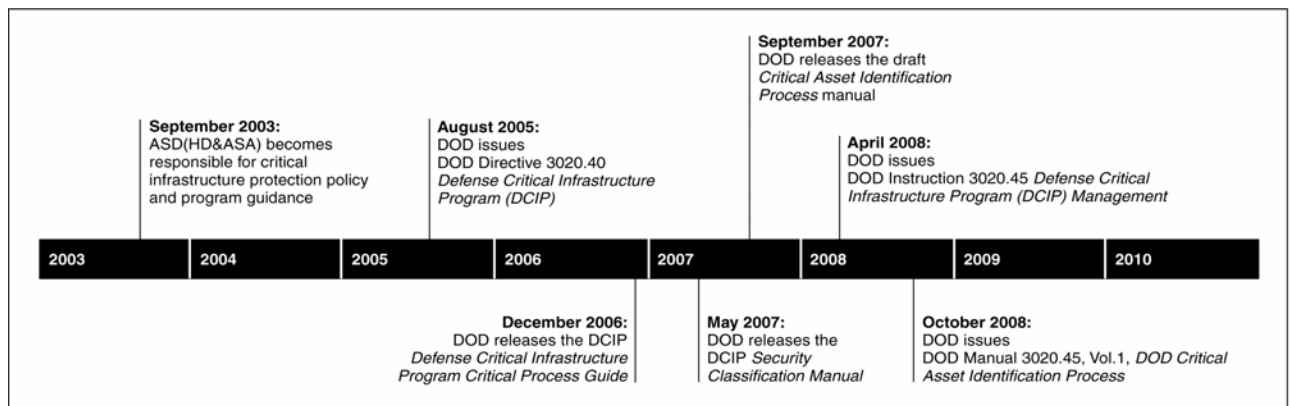 September 2007:
DOD releases the draft
Critical Asset Identification
Process manual
September 2003:
ASD(HD&ASA) becomes
responsible for critical
infrastructure protection policy
and program guidance
August 2005:
DOD issues
DOD Directive 3020.40
Defense Critical Infrastructure
Program (DCIP)
April 2008:
DOD issues
DOD Instruction 3020.45 Defense Critical
Infrastructure Program (DCIP) Management
2003
2004
2005
2006
2007
2008
2009
2010
December 2006:
DOD releases the DCIP
Defense Critical Infrastructure
Program Critical Process Guide
May 2007:
DOD releases the
DCIP Security
Classification Manual
October 2008:
DOD issues
DOD Manual 3020.45, Vol.1, DOD Critical
Asset Identification Process